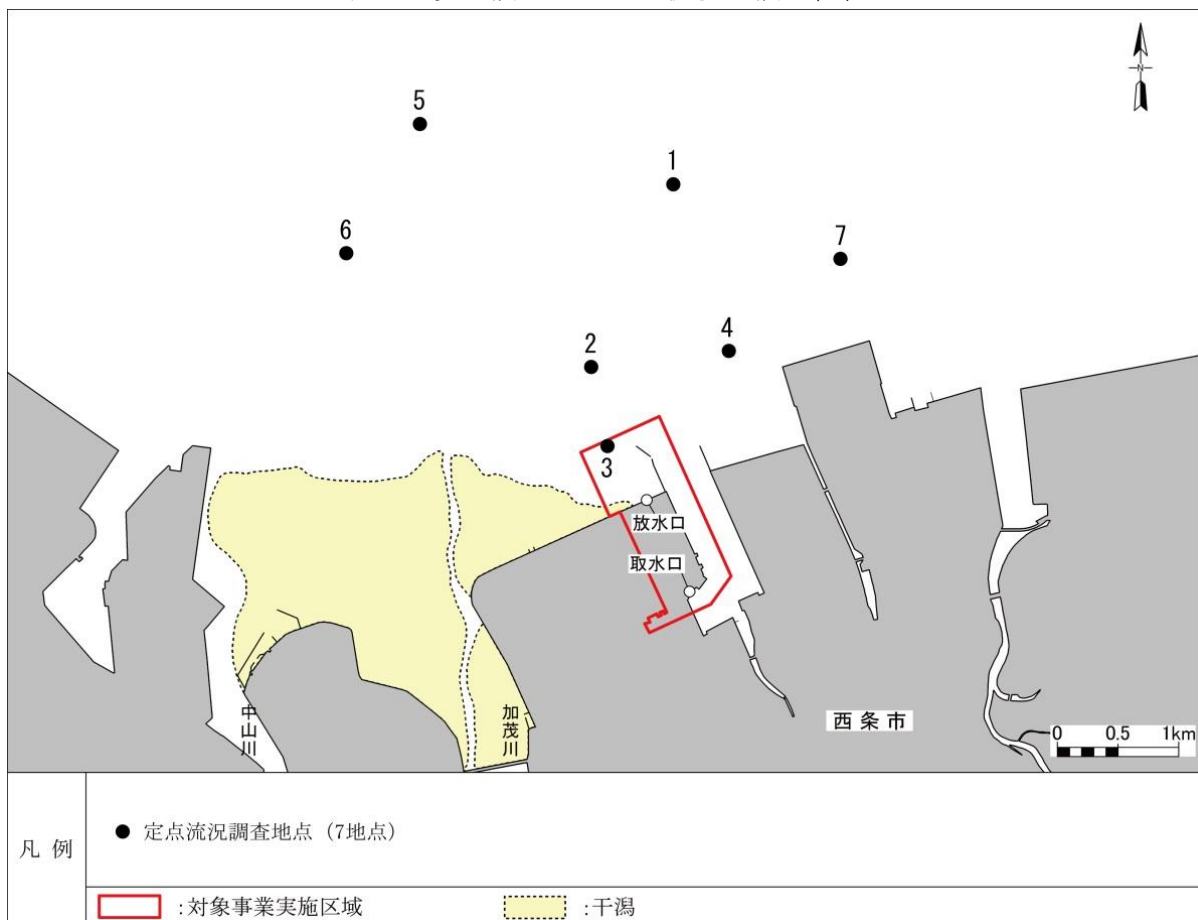 N
5
1
6
7
4
2
3
放水口
取水口
中山川
加茂川
西条市
0 0.5 1km
凡 例
● 定点流況調査地点 (7地点)
:対象事業実施区域
:干潟